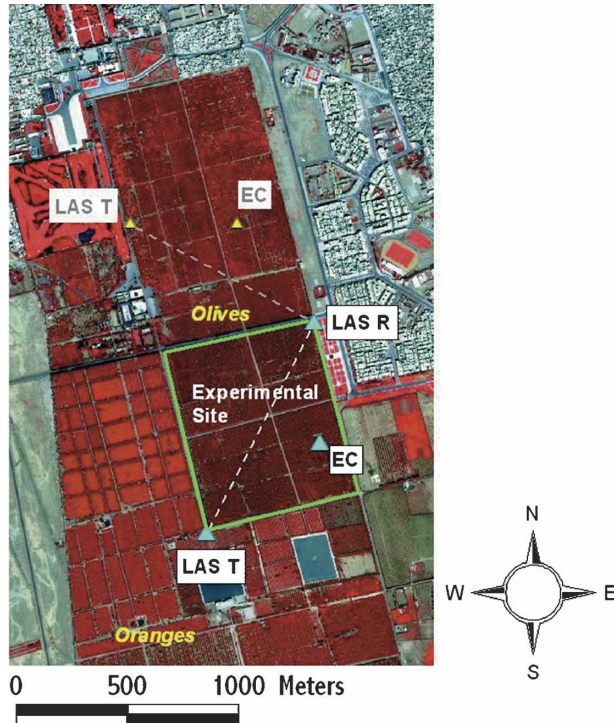 LAS T
EC
Olives
LAS R
Experimental
Site
EC
LAS T
Oranges
N
W
E
S
0 500 1000 Meters